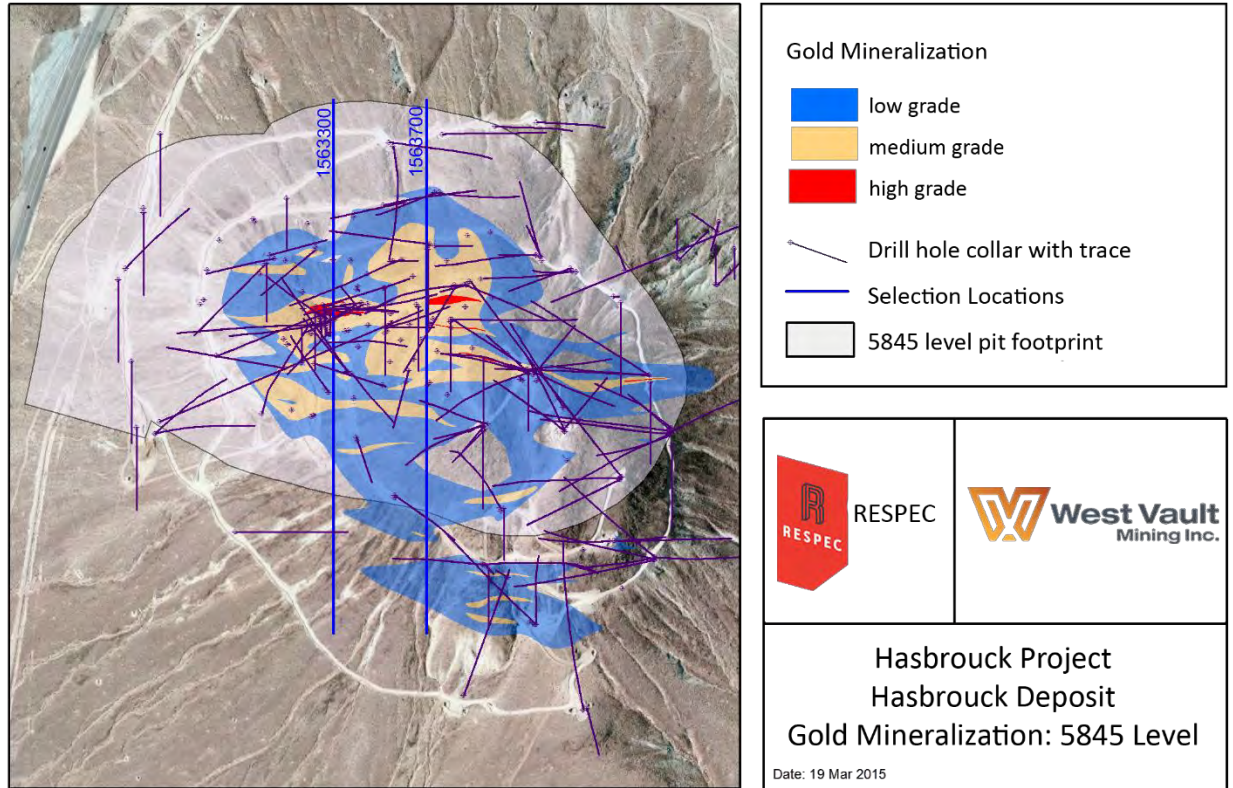 1563300
1563700
Gold Mineralization
low grade
medium grade
high grade
Drill hole collar with trace
Selection Locations
5845 level pit footprint
R
RESPEC
RESPEC
West Vault
Mining Inc.
Hasbrouck Project
Hasbrouck Deposit
Gold Mineralization: 5845 Level
Date: 19 Mar 2015